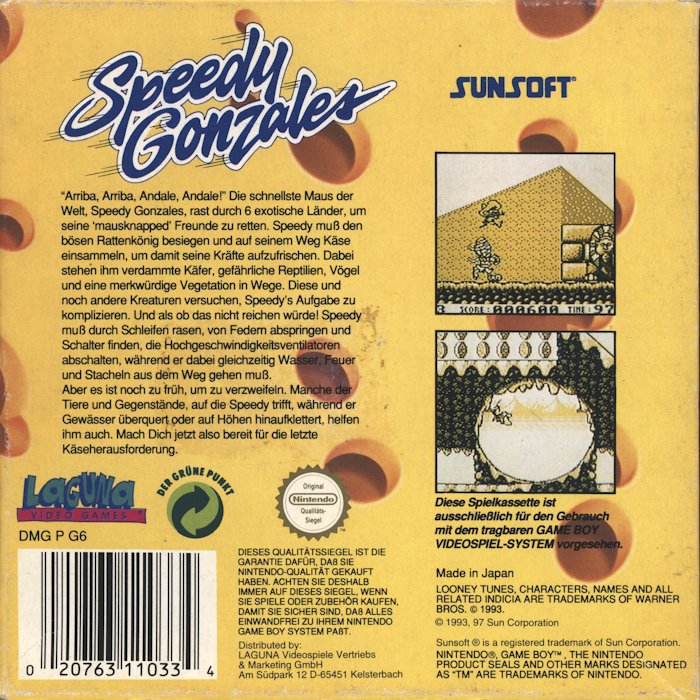 Speedy
Gonzales
SUNSOFT®
"Arriba, Arriba, Andale, Andale!" Die schnellste Maus der
Welt, Speedy Gonzales, rast durch 6 exotische Länder, um
seine 'mausknapped' Freunde zu retten. Speedy muß den
bösen Rattenkönig besiegen und auf seinem Weg Käse
einsammeln, um damit seine Kräfte aufzufrischen. Dabei
stehen ihm verdammte Käfer, gefährliche Reptilien, Vögel
und eine merkwürdige Vegetation in Wege. Diese und
noch andere Kreaturen versuchen, Speedy's Aufgabe zu
komplizieren. Und als ob das nicht reichen würde! Speedy
muß durch Schleifen rasen, von Federn abspringen und
Schalter finden, die Hochgeschwindigkeitsventilatoren
abschalten, während er dabei gleichzeitig Wasser, Feuer
und Stacheln aus dem Weg gehen muß.
Aber es ist noch zu früh, um zu verzweifeln. Manche der
Tiere und Gegenstände, auf die Speedy trifft, während er
Gewässer überquert oder auf Höhen hinaufklettert, helfen
ihm auch. Mach Dich jetzt also bereit für die letzte
Käseherausforderung.
3 SCORE: 000600 TIME: 97
LAGUNA
VIDEO GAMES
DMG P G6
DER GRÜNE PUNKT
Original
Nintendo
Qualitäts-
Siegel
Diese Spielkassette ist
ausschließlich für den Gebrauch
mit dem tragbaren GAME BOY
VIDEOSPIEL-SYSTEM vorgesehen.
DIESES QUALITÄTSSIEGEL IST DIE
GARANTIE DAFÜR, DAß SIE
NINTENDO-QUALITÄT GEKAUFT
HABEN. ACHTEN SIE DESHALB
IMMER AUF DIESES SIEGEL, WENN
SIE SPIELE ODER ZUBEHÖR KAUFEN,
DAMIT SIE SICHER SIND, DAß ALLES
EINWANDFREI ZU IHREM NINTENDO
GAME BOY SYSTEM PAßT.
Distributed by:
LAGUNA Videospiele Vertriebs
& Marketing GmbH
Am Südpark 12 D-65451 Kelsterbach
Made in Japan
LOONEY TUNES, CHARACTERS, NAMES AND ALL
RELATED INDICIA ARE TRADEMARKS OF WARNER
BROS. © 1993.
© 1993, 97 Sun Corporation
Sunsoft ® is a registered trademark of Sun Corporation.
NINTENDO®, GAME BOY™, THE NINTENDO
PRODUCT SEALS AND OTHER MARKS DESIGNATED
AS "TM" ARE TRADEMARKS OF NINTENDO.
0 20763 11033 4